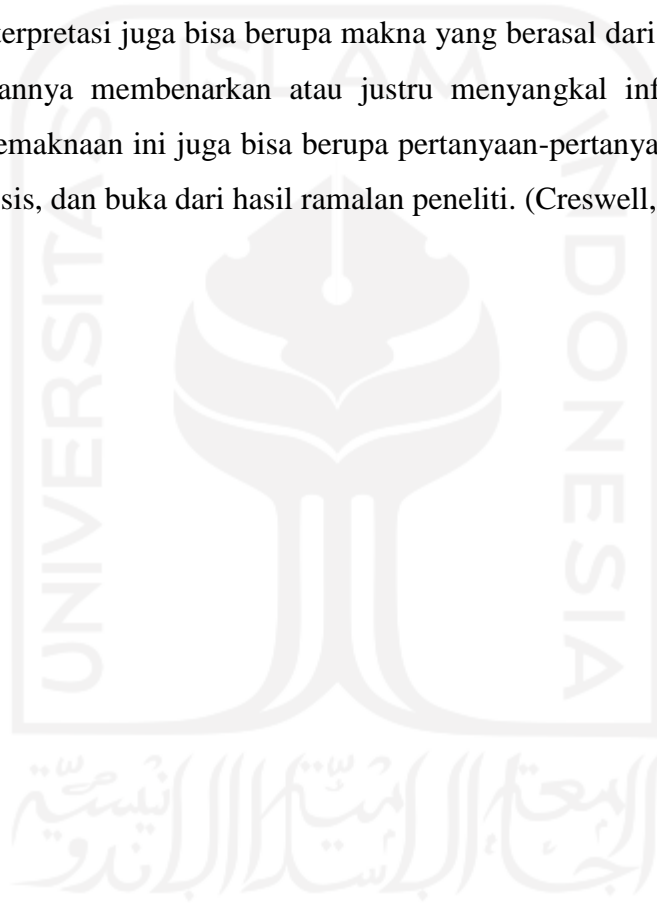 terpretasi juga bisa berupa makna yang berasal dari
annya membenarkan atau justru menyangkal inf
emaknaan ini juga bisa berupa pertanyaan-pertanya
sis, dan buka dari hasil ramalan peneliti. (Creswell,
ISLAM
UNIVERSITAS
INDONESIA